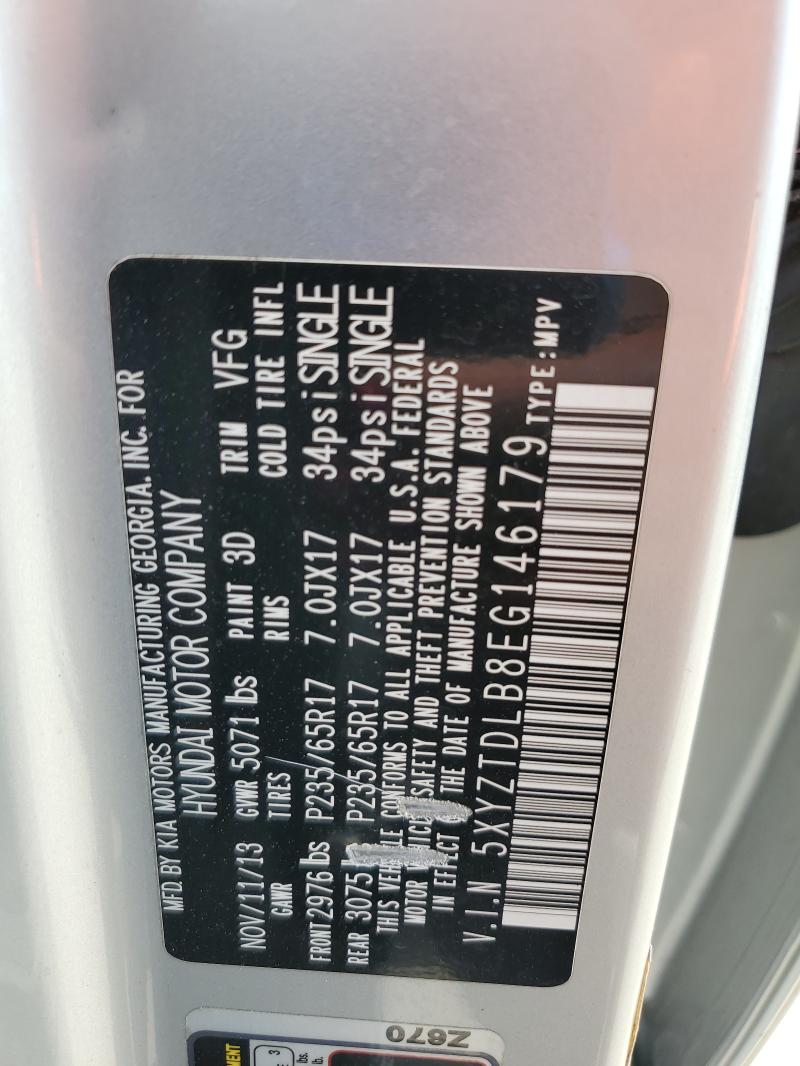 MFD. BY KIA MOTORS MANUFACTURING GEORGIA. INC. FOR
HYUNDAI MOTOR COMPANY
NOV/11/13 GVWR 5071 lbs PAINT 3D TRIM VFG
GAWR TIRES RIMS COLD TIRE INFL
FRONT 2976 lbs P235/65R17 7.0JX17 34psi SINGLE
REAR 3075 P235/65R17 7.0JX17 34psi SINGLE
THIS CONFORMS TO ALL APPLICABLE U.S.A. FEDERAL
MOTOR SAFETY AND THEFT PREVENTION STANDARDS
IN EFFECT THE DATE OF MANUFACTURE SHOWN ABOVE
V.I.N 5XYZTDLB8EG146179 TYPE:MPV
Z670
3
lbs.
lb.